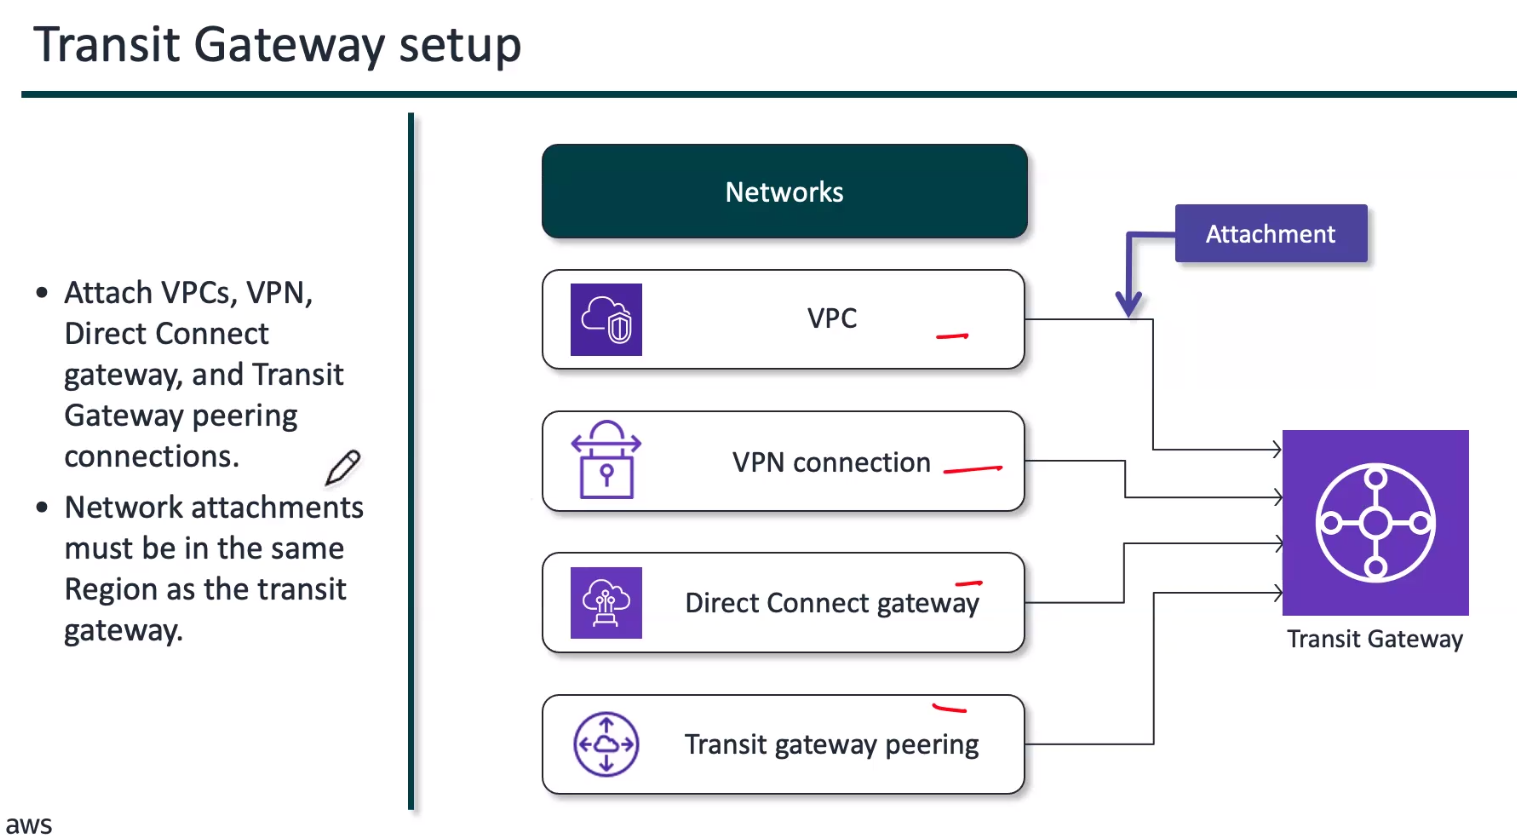 Transit Gateway setup
• Attach VPCs, VPN,
Direct Connect
gateway, and Transit
Gateway peering
connections.
• Network attachments
must be in the same
Region as the transit
gateway.
Networks
Attachment
VPC
VPN connection
Direct Connect gateway
Transit gateway peering
Transit Gateway
aws